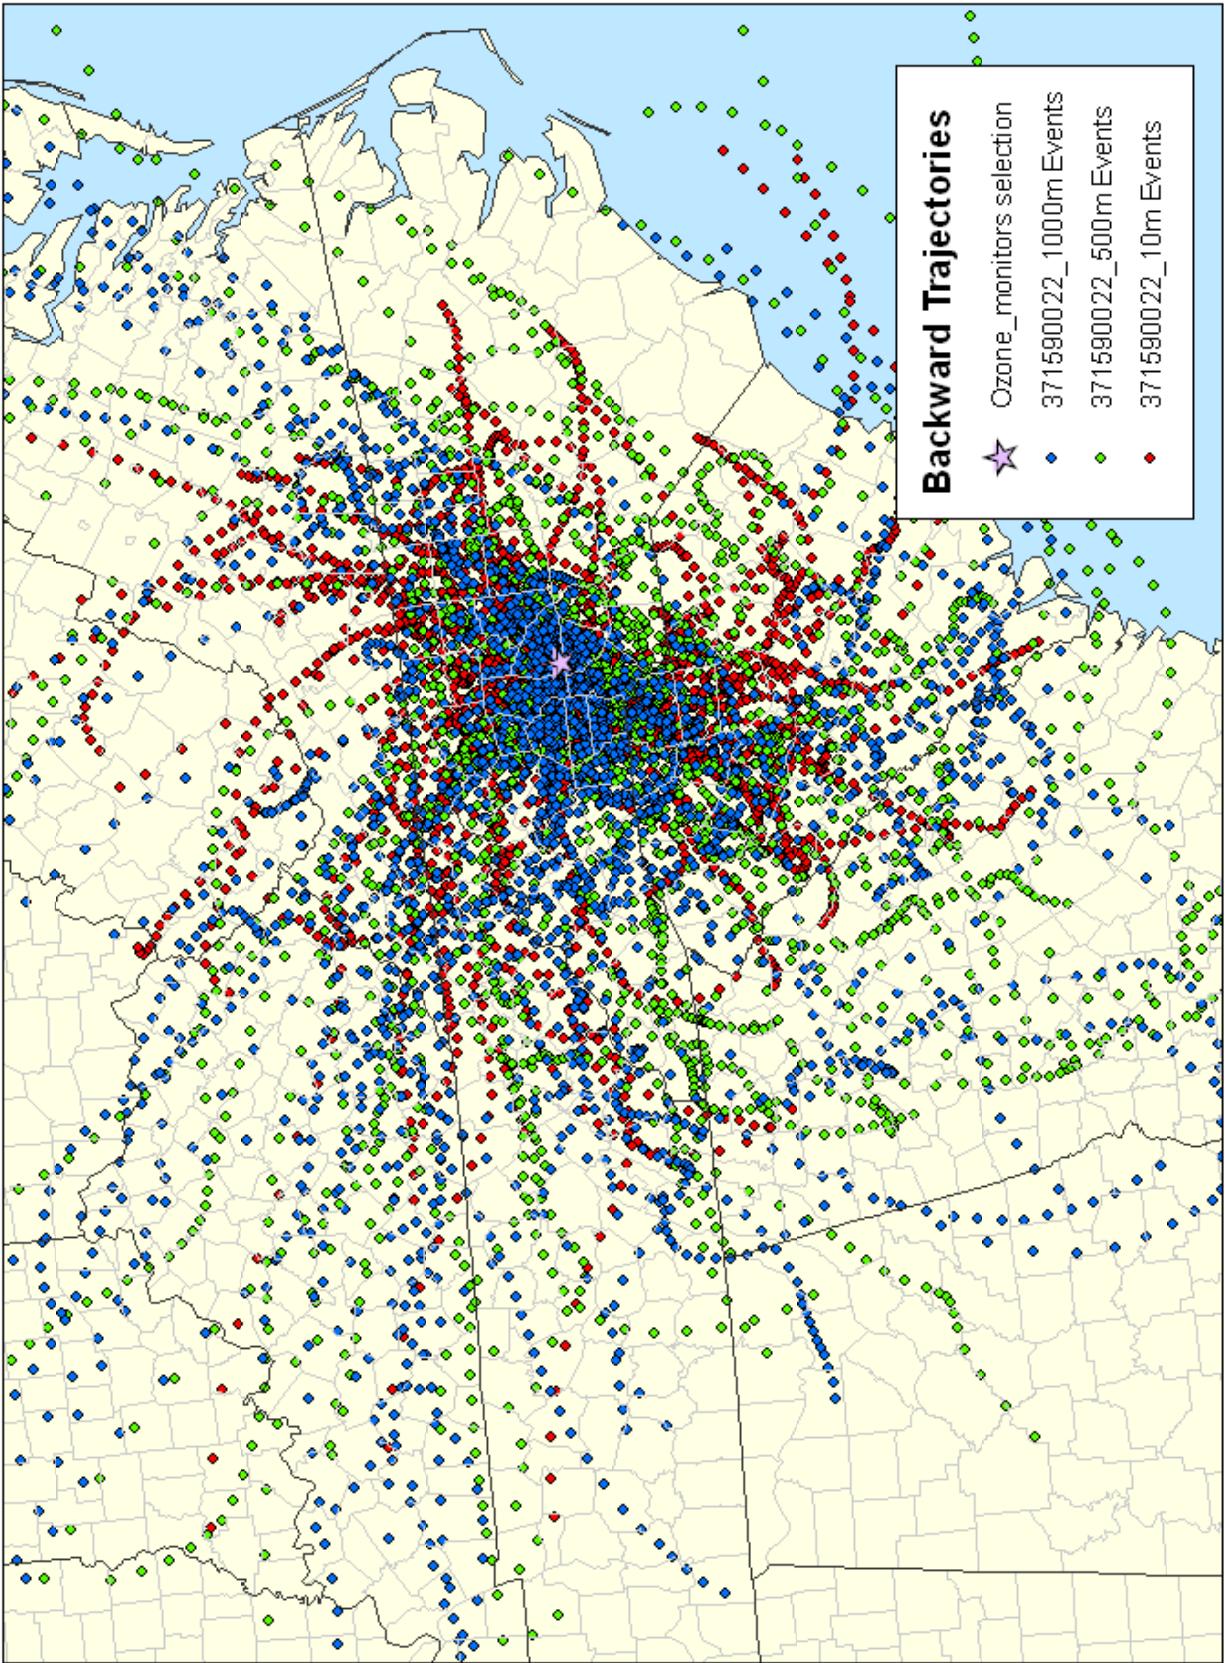 Backward Trajectories
Ozone_monitors selection
371590022_1000m Events
371590022_500m Events
371590022_10m Events